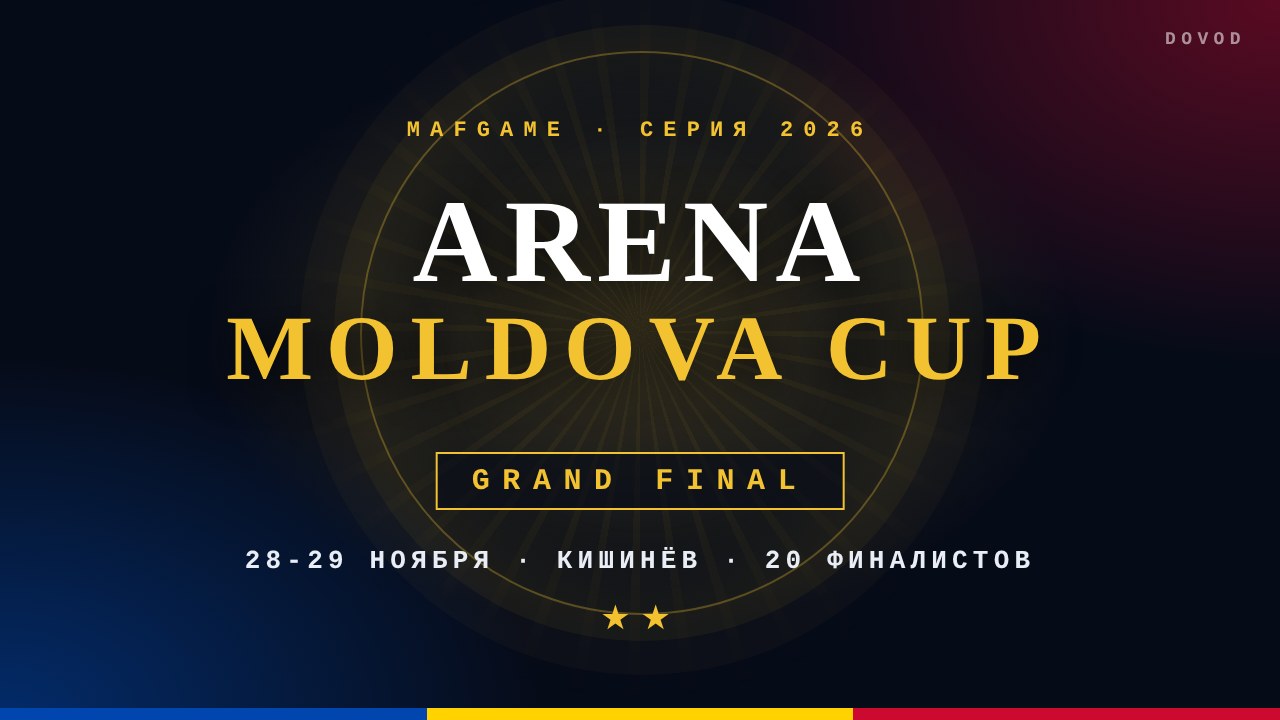 DOVOD
MAFGAME · СЕРИЯ 2026
ARENA
MOLDOVA CUP
GRAND FINAL
28-29 НОЯБРЯ · КИШИНЁВ · 20 ФИНАЛИСТОВ
★ ★